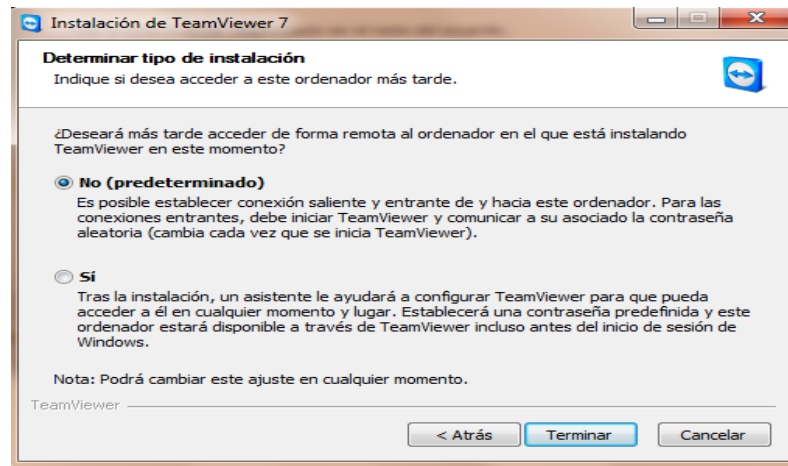 Instalación de TeamViewer 7
Determinar tipo de instalación
Indique si desea acceder a este ordenador más tarde.
¿Deseará más tarde acceder de forma remota al ordenador en el que está instalando
TeamViewer en este momento?
No (predeterminado)
Es posible establecer conexión saliente y entrante de y hacia este ordenador. Para las
conexiones entrantes, debe iniciar TeamViewer y comunicar a su asociado la contraseña
aleatoria (cambia cada vez que se inicia TeamViewer).
Sí
Tras la instalación, un asistente le ayudará a configurar TeamViewer para que pueda
acceder a él en cualquier momento y lugar. Establecerá una contraseña predefinida y este
ordenador estará disponible a través de TeamViewer incluso antes del inicio de sesión de
Windows.
Nota: Podrá cambiar este ajuste en cualquier momento.
TeamViewer
< Atrás Terminar Cancelar